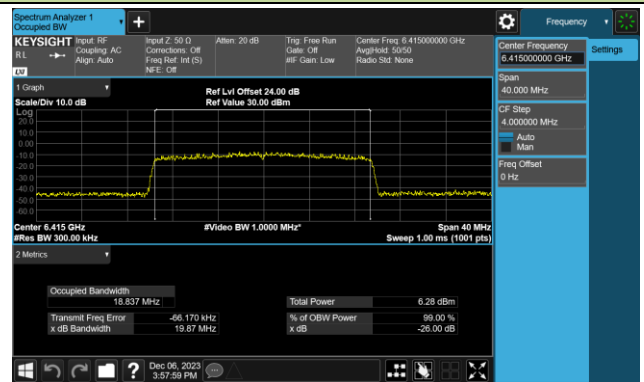 Spectrum Analyzer 1
Occupied BW
Frequency
KEYSIGHT
R L
Input: RF
Coupling: AC
Align: Auto
Input Z: 50 Ω
Corrections: Off
Freq Ref: Int (S)
NFE: Off
Atten: 20 dB
Trig: Free Run
Gate: Off
#IF Gain: Low
Center Freq: 6.415000000 GHz
Avg|Hold: 50/50
Radio Std: None
LXI
Center Frequency
6.415000000 GHz
Settings
Span
40.000 MHz
CF Step
4.000000 MHz
Auto
Man
Freq Offset
0 Hz
1 Graph
Scale/Div 10.0 dB
Ref Lvl Offset 24.00 dB
Ref Value 30.00 dBm
Log
20.0
10.0
0.00
-10.0
-20.0
-30.0
-40.0
-50.0
-60.0
Center 6.415 GHz
#Video BW 1.0000 MHz*
Span 40 MHz
#Res BW 300.00 kHz
Sweep 1.00 ms (1001 pts)
2 Metrics
Occupied Bandwidth
18.837 MHz
Total Power 6.28 dBm
Transmit Freq Error -66.170 kHz
% of OBW Power 99.00 %
x dB Bandwidth 19.87 MHz
x dB -26.00 dB
Dec 06, 2023
3:57:59 PM